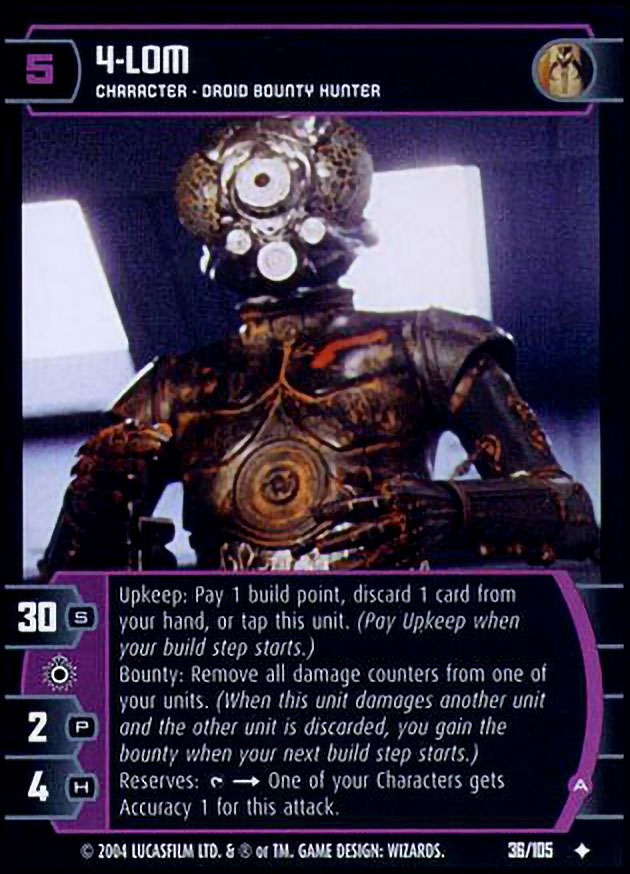 5
4-LOM
CHARACTER · DROID BOUNTY HUNTER
30 S
2 P
4 H
Upkeep: Pay 1 build point, discard 1 card from
your hand, or tap this unit. (Pay Upkeep when
your build step starts.)
Bounty: Remove all damage counters from one of
your units. (When this unit damages another unit
and the other unit is discarded, you gain the
bounty when your next build step starts.)
Reserves: → One of your Characters gets
Accuracy 1 for this attack.
A
© 2004 LUCASFILM LTD. & ® or TM. GAME DESIGN: WIZARDS. 36/105